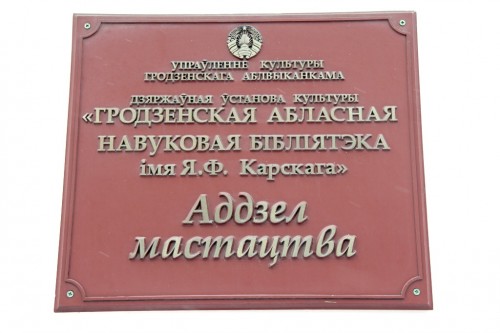 УПРАЎЛЕННЕ КУЛЬТУРЫ
ГРОДЗЕНСКАГА АБЛВЫКАНКАМА
ДЗЯРЖАЎНАЯ ЎСТАНОВА КУЛЬТУРЫ
«ГРОДЗЕНСКАЯ АБЛАСНАЯ
НАВУКОВАЯ БІБЛІЯТЭКА
імя Я.Ф. Карскага»
Аддзел
мастацтва